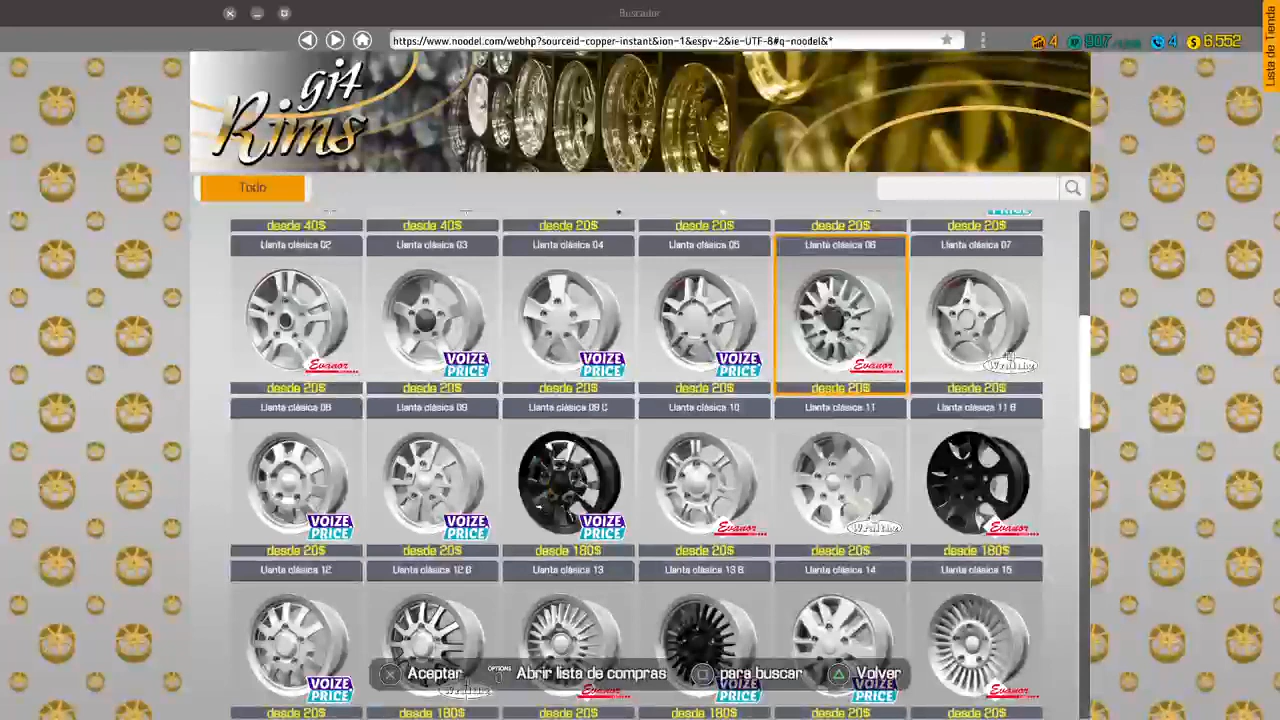 Buscador
Lista de Tienda
https://www.noodel.com/webhp?sourceid-copper-instant&ion-1&espv-2&ie-UTF-8#q-noodel&*
4
4
6,552
git
Rims
Todo
desde 40$ desde 40$ desde 20$ desde 20$ desde 20$
Llanta clásica 02 Llanta clásica 03 Llanta clásica 04 Llanta clásica 05 Llanta clásica 06 Llanta clásica 07
Evanor VOIZE PRICE VOIZE PRICE VOIZE PRICE Evanor
desde 20$ desde 20$ desde 20$ desde 20$ desde 20$ desde 20$
Llanta clásica 08 Llanta clásica 09 Llanta clásica 09 C Llanta clásica 10 Llanta clásica 11 Llanta clásica 11 B
VOIZE PRICE VOIZE PRICE VOIZE PRICE Evanor Evanor
desde 20$ desde 20$ desde 180$ desde 20$ desde 20$ desde 180$
Llanta clásica 12 Llanta clásica 12 B Llanta clásica 13 Llanta clásica 13 B Llanta clásica 14 Llanta clásica 15
VOIZE PRICE Evanor VOIZE PRICE VOIZE PRICE Evanor
Aceptar OPTIONS Abrir lista de compras para buscar Volver
desde 20$ desde 180$ desde 20$ desde 180$ desde 20$ desde 20$